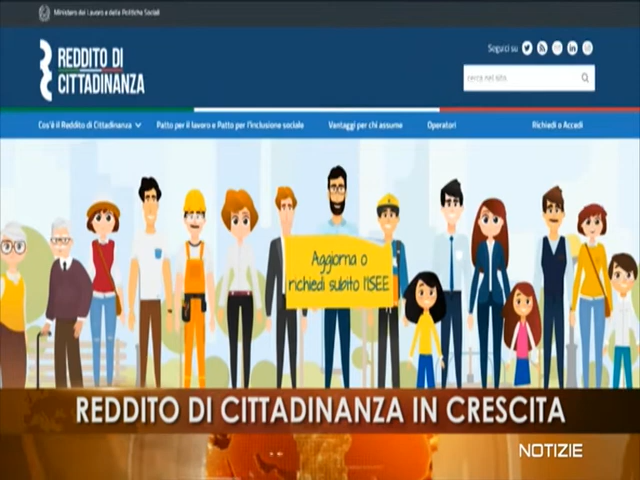 Ministero del Lavoro e delle Politiche Sociali
REDDITO DI
CITTADINANZA
Seguici su
cerca nel sito
Cos'è il Reddito di Cittadinanza
Patto per il lavoro e Patto per l'inclusione sociale
Vantaggi per chi assume
Operatori
Richiedi o Accedi
Aggiorna o
richiedi subito l'ISEE
REDDITO DI CITTADINANZA IN CRESCITA
NOTIZIE